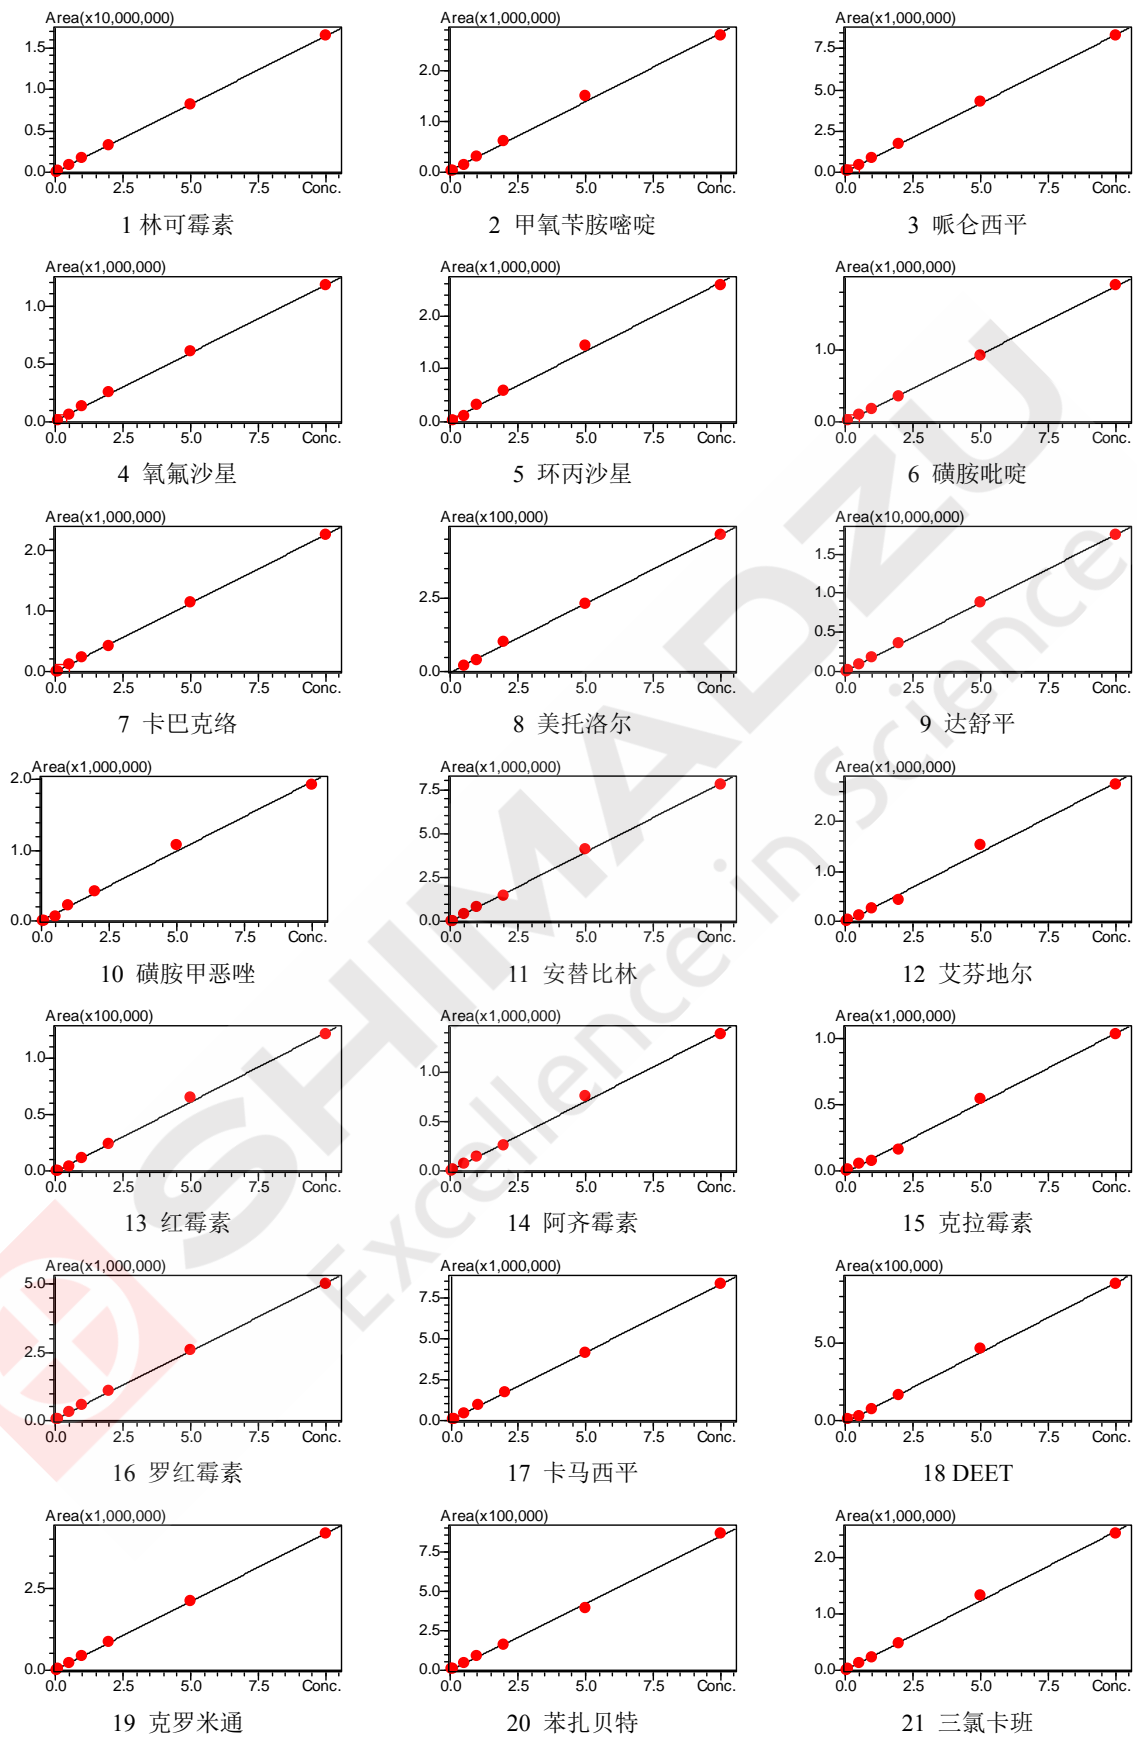 Area(x10,000,000) Area(x1,000,000) Area(x1,000,000)
1.5 2.0 7.5
1.0 1.0 5.0
0.5 2.5
0.0 0.0 0.0
0.0 2.5 5.0 7.5 Conc. 0.0 2.5 5.0 7.5 Conc. 0.0 2.5 5.0 7.5 Conc.
1 林可霉素 2 甲氧苄胺嘧啶 3 哌仑西平
Area(x1,000,000) Area(x1,000,000) Area(x1,000,000)
1.0 2.0 1.0
0.5 1.0
0.0 0.0 0.0
0.0 2.5 5.0 7.5 Conc. 0.0 2.5 5.0 7.5 Conc. 0.0 2.5 5.0 7.5 Conc.
4 氧氟沙星 5 环丙沙星 6 磺胺吡啶
Area(x1,000,000) Area(x100,000) Area(x10,000,000)
2.0 2.5 1.5
1.0 1.0
0.5
0.0 0.0 0.0
0.0 2.5 5.0 7.5 Conc. 0.0 2.5 5.0 7.5 Conc. 0.0 2.5 5.0 7.5 Conc.
7 卡巴克络 8 美托洛尔 9 达舒平
Area(x1,000,000) Area(x1,000,000) Area(x1,000,000)
2.0 7.5 2.0
1.0 5.0 1.0
2.5
0.0 0.0 0.0
0.0 2.5 5.0 7.5 Conc. 0.0 2.5 5.0 7.5 Conc. 0.0 2.5 5.0 7.5 Conc.
10 磺胺甲恶唑 11 安替比林 12 艾芬地尔
Area(x100,000) Area(x1,000,000) Area(x1,000,000)
1.0 1.0 1.0
0.5 0.5 0.5
0.0 0.0 0.0
0.0 2.5 5.0 7.5 Conc. 0.0 2.5 5.0 7.5 Conc. 0.0 2.5 5.0 7.5 Conc.
13 红霉素 14 阿齐霉素 15 克拉霉素
Area(x1,000,000) Area(x1,000,000) Area(x100,000)
5.0 7.5 5.0
2.5 5.0
2.5
0.0 0.0 0.0
0.0 2.5 5.0 7.5 Conc. 0.0 2.5 5.0 7.5 Conc. 0.0 2.5 5.0 7.5 Conc.
16 罗红霉素 17 卡马西平 18 DEET
Area(x1,000,000) Area(x100,000) Area(x1,000,000)
2.5 7.5 2.0
5.0 1.0
2.5
0.0 0.0 0.0
0.0 2.5 5.0 7.5 Conc. 0.0 2.5 5.0 7.5 Conc. 0.0 2.5 5.0 7.5 Conc.
19 克罗米通 20 苯扎贝特 21 三氯卡班
SHIMADZU
Excellence in Science